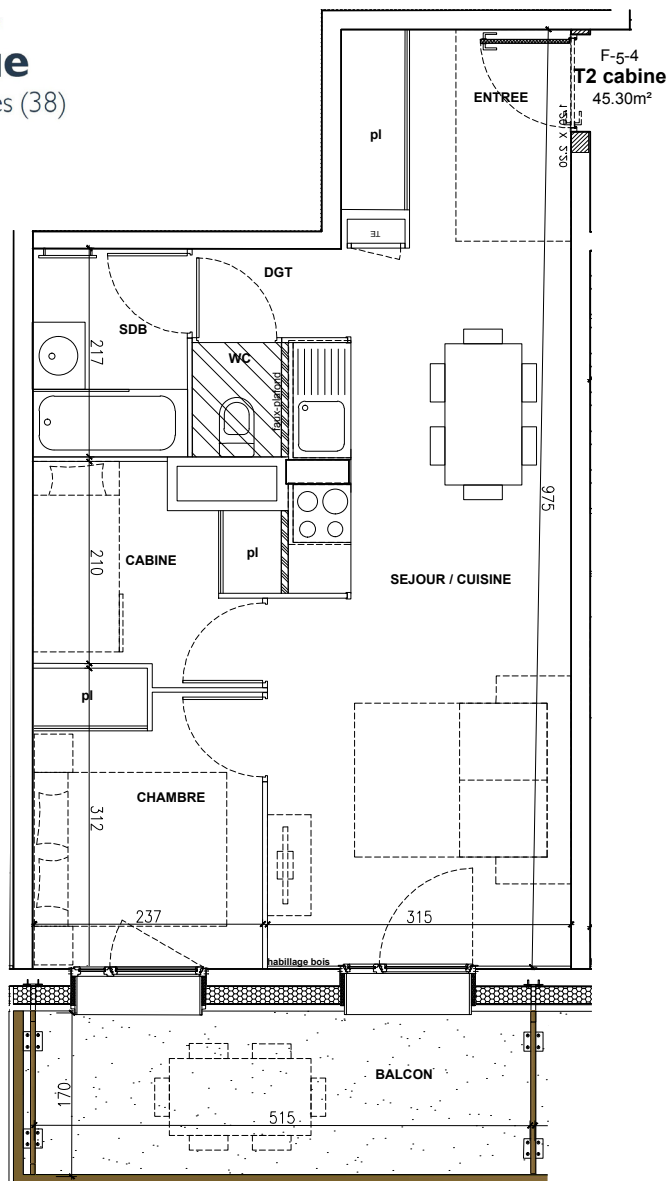 es (38)
F-5-4
T2 cabine
45.30m²
ENTREE
pl
TE
DGT
SDB
217
WC
faux-plafond
975
CABINE
210
pl
SEJOUR / CUISINE
pl
CHAMBRE
312
237
315
habillage bois
BALCON
170
515